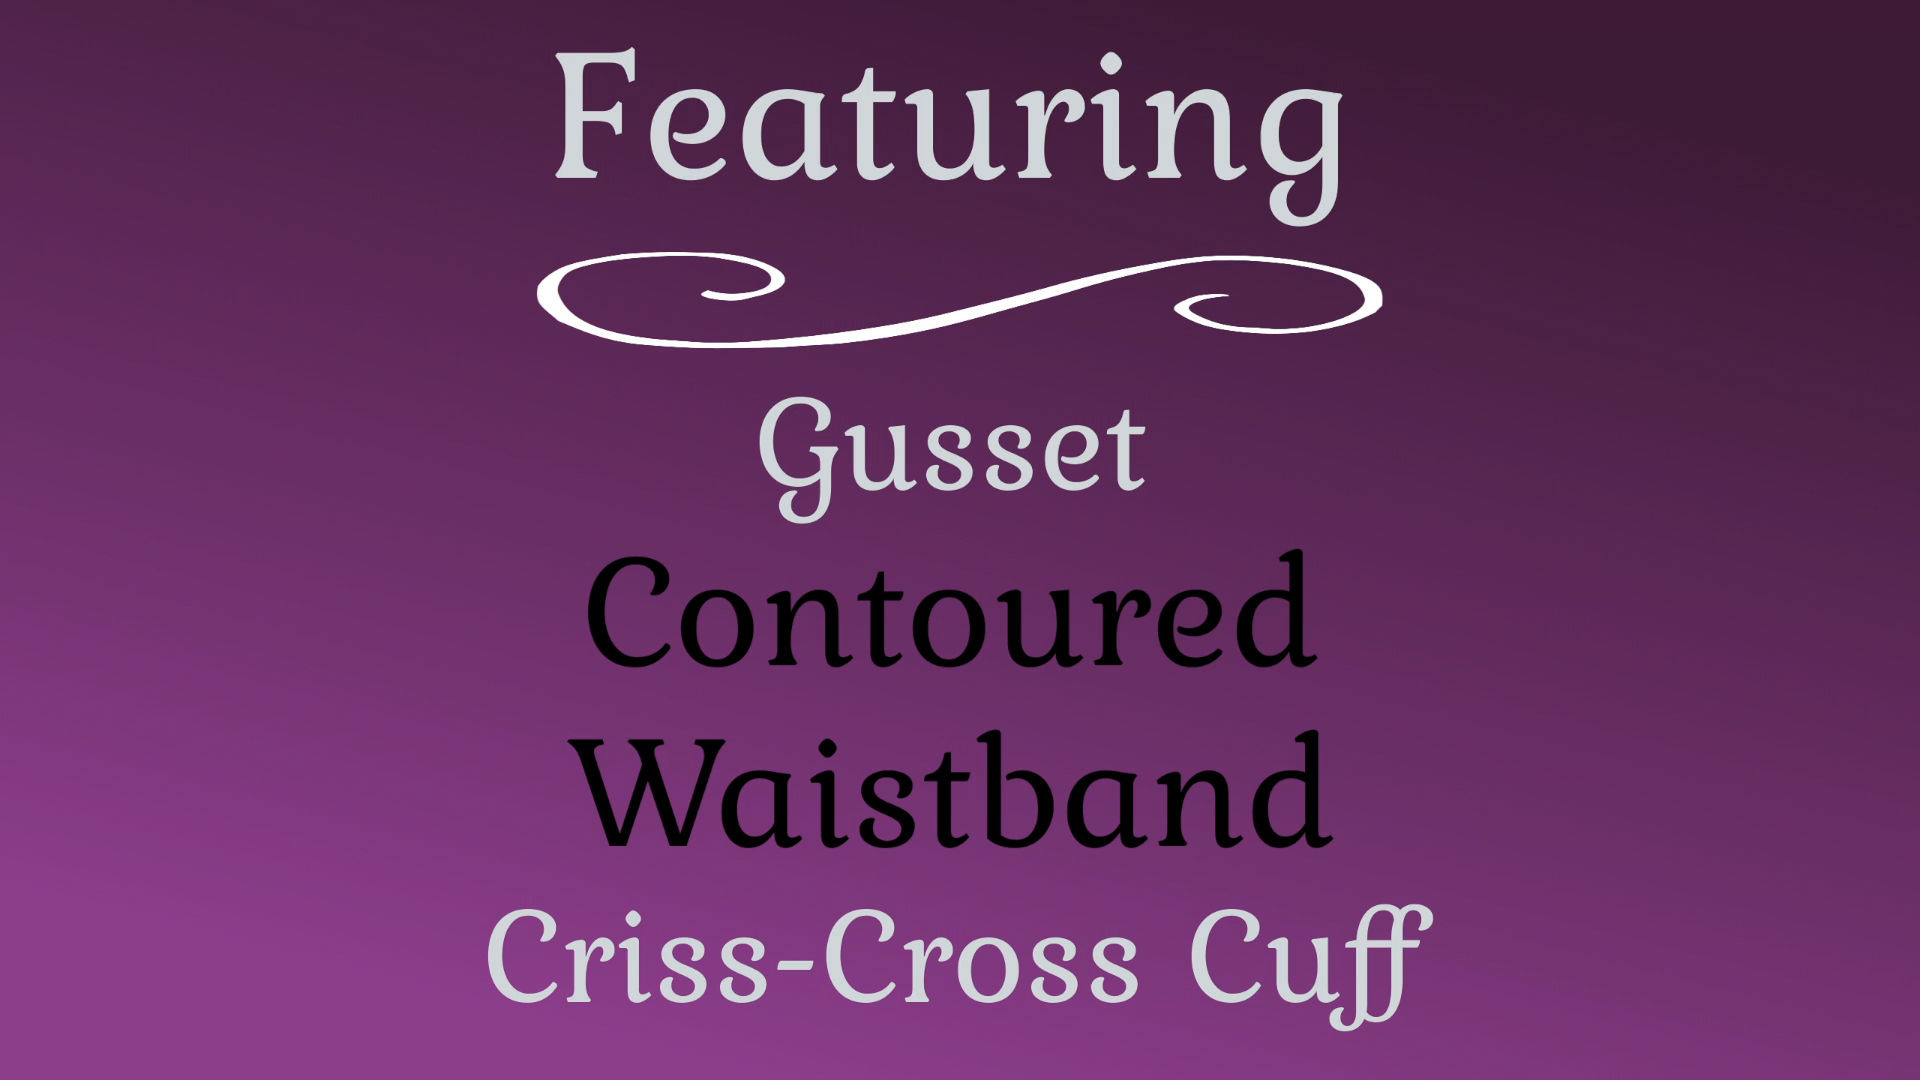 Featuring
Gusset
Contoured
Waistband
Criss-Cross Cuff